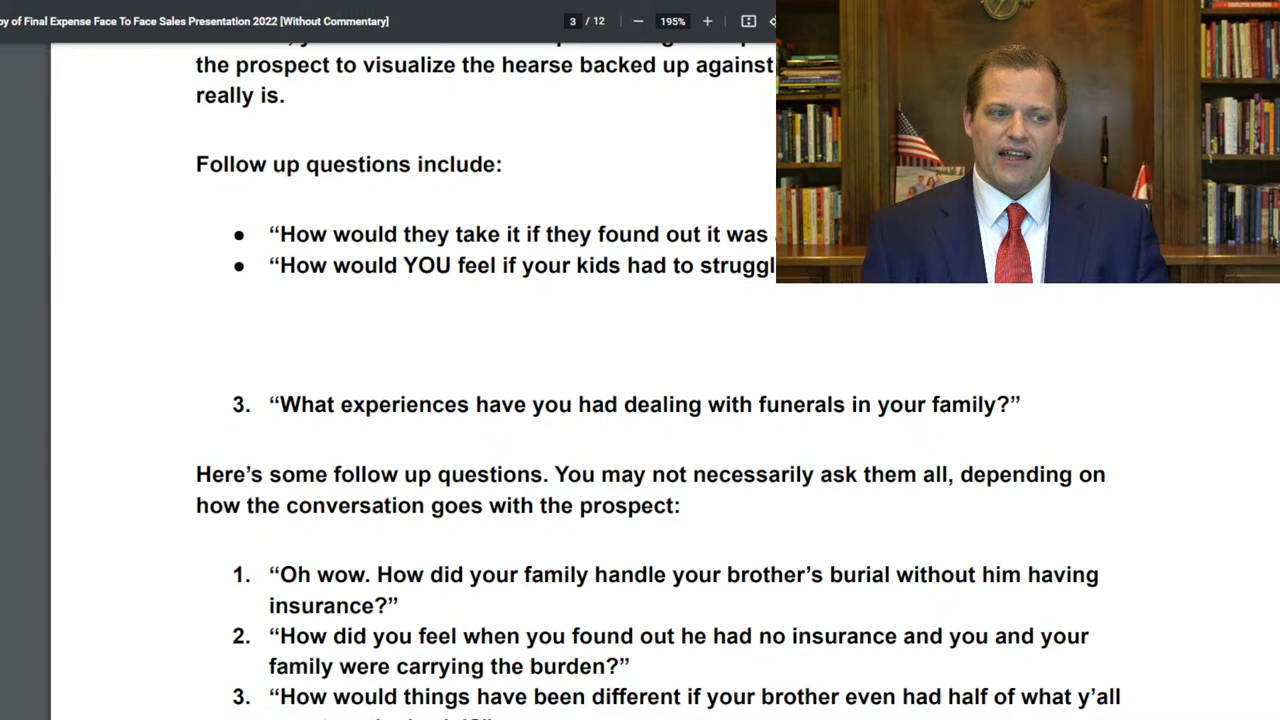 py of Final Expense Face To Face Sales Presentation 2022 [Without Commentary]
3 / 12
195%
the prospect to visualize the hearse backed up against
really is.
Follow up questions include:
● “How would they take it if they found out it was
● “How would YOU feel if your kids had to struggl
3. “What experiences have you had dealing with funerals in your family?”
Here’s some follow up questions. You may not necessarily ask them all, depending on
how the conversation goes with the prospect:
1. “Oh wow. How did your family handle your brother’s burial without him having
insurance?”
2. “How did you feel when you found out he had no insurance and you and your
family were carrying the burden?”
3. “How would things have been different if your brother even had half of what y’all